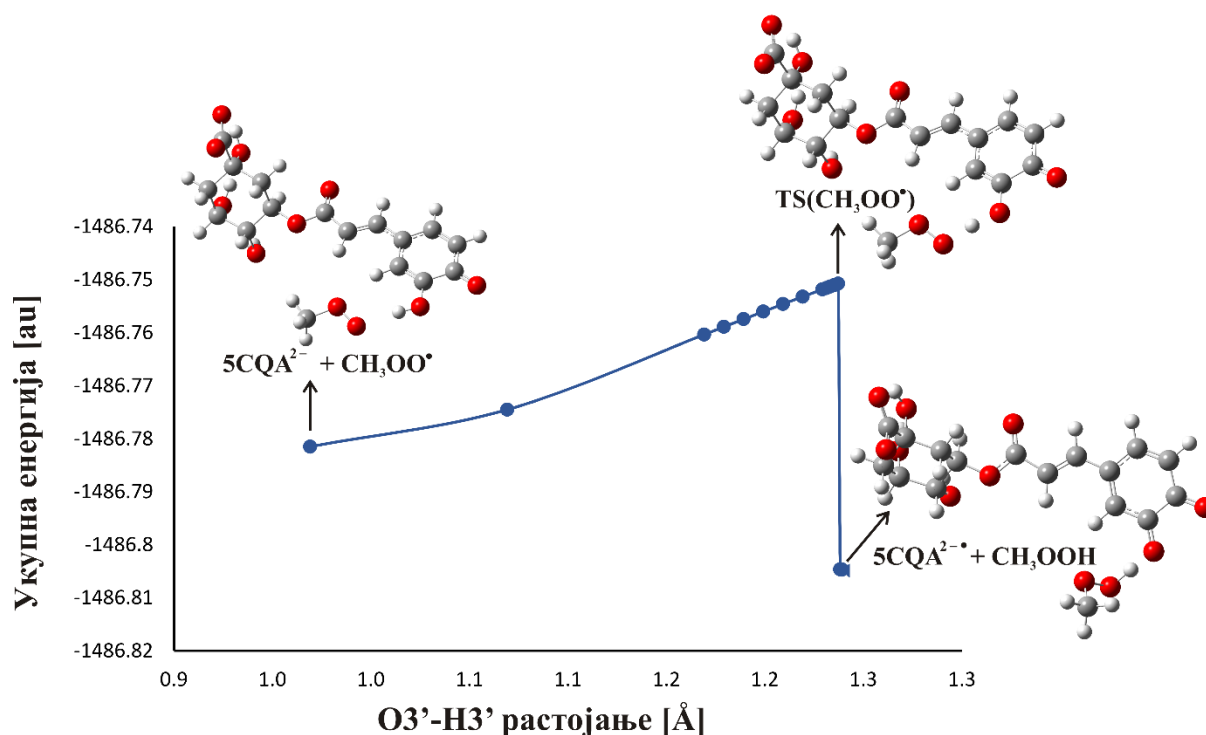 TS(CH₃OO•)
-1486.74
-1486.75
-1486.76
-1486.77
-1486.78
-1486.79
-1486.8
-1486.81
-1486.82
Укупна енергија [au]
5CQA²⁻ + CH₃OO•
5CQA²⁻• + CH₃OOH
0.9 1.0 1.0 1.1 1.1 1.2 1.2 1.3 1.3
O3’-H3’ растојање [Å]